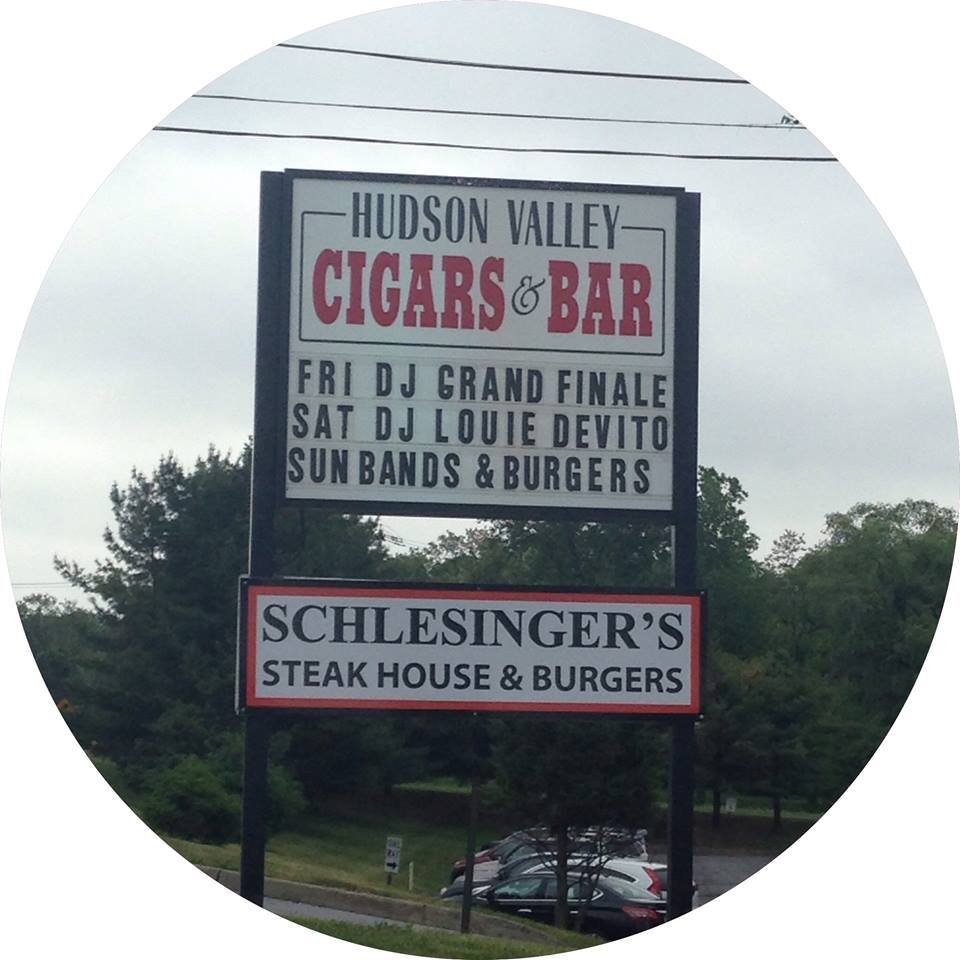 HUDSON VALLEY
CIGARS & BAR
FRI DJ GRAND FINALE
SAT DJ LOUIE DEVITO
SUN BANDS & BURGERS
SCHLESINGER'S
STEAK HOUSE & BURGERS